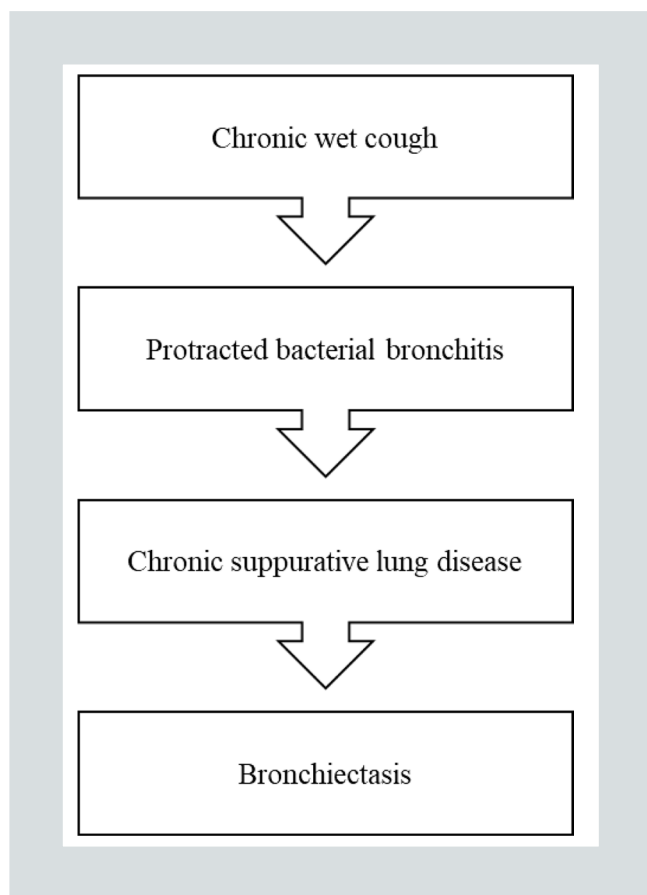 Chronic wet cough
Protracted bacterial bronchitis
Chronic suppurative lung disease
Bronchiectasis